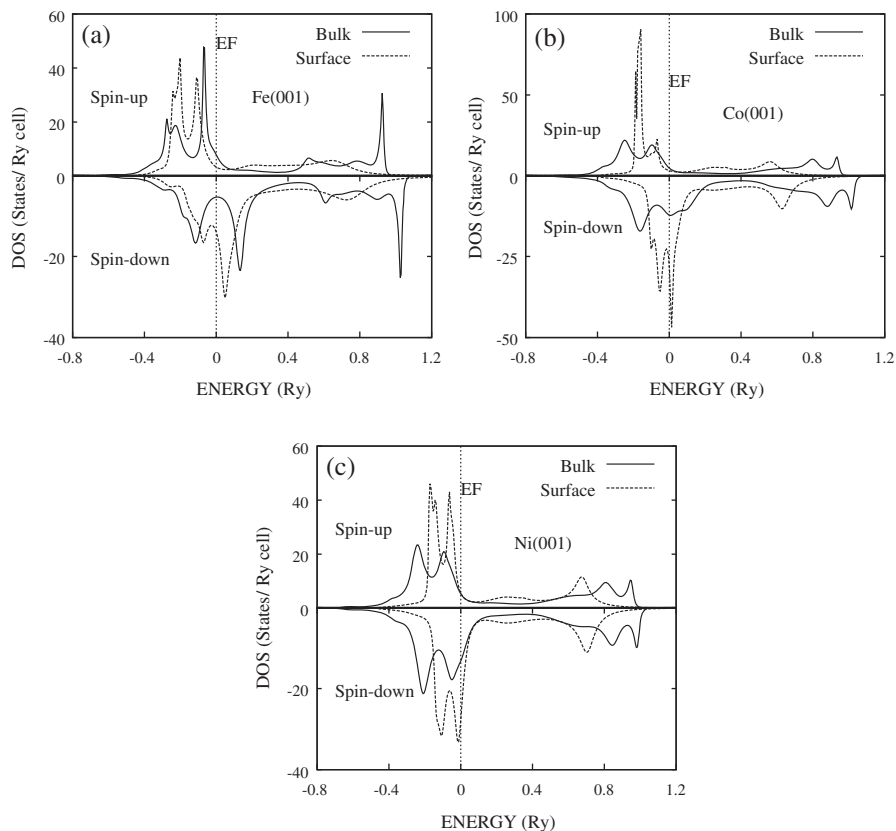 (a)
EF
Bulk
Surface
Spin-up
Fe(001)
Spin-down
DOS (States/ Ry cell)
60
40
20
0
-20
-40
-0.8 -0.4 0 0.4 0.8 1.2
ENERGY (Ry)
(b)
Bulk
Surface
EF
Co(001)
Spin-up
Spin-down
DOS (States/ Ry cell)
100
50
0
-25
-50
-0.8 -0.4 0 0.4 0.8 1.2
ENERGY (Ry)
(c)
Bulk
EF
Surface
Spin-up
Ni(001)
Spin-down
DOS (States/ Ry cell)
60
40
20
0
-20
-40
-0.8 -0.4 0 0.4 0.8 1.2
ENERGY (Ry)